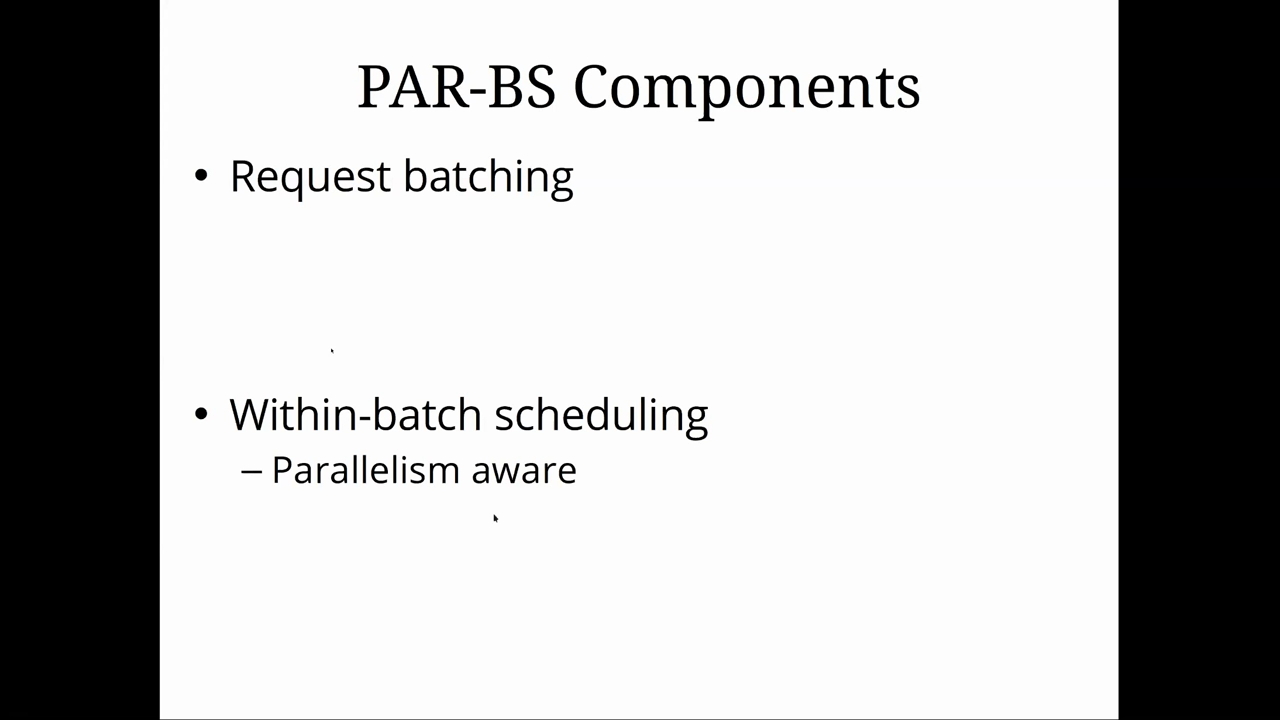 PAR-BS Components
• Request batching
• Within-batch scheduling
– Parallelism aware